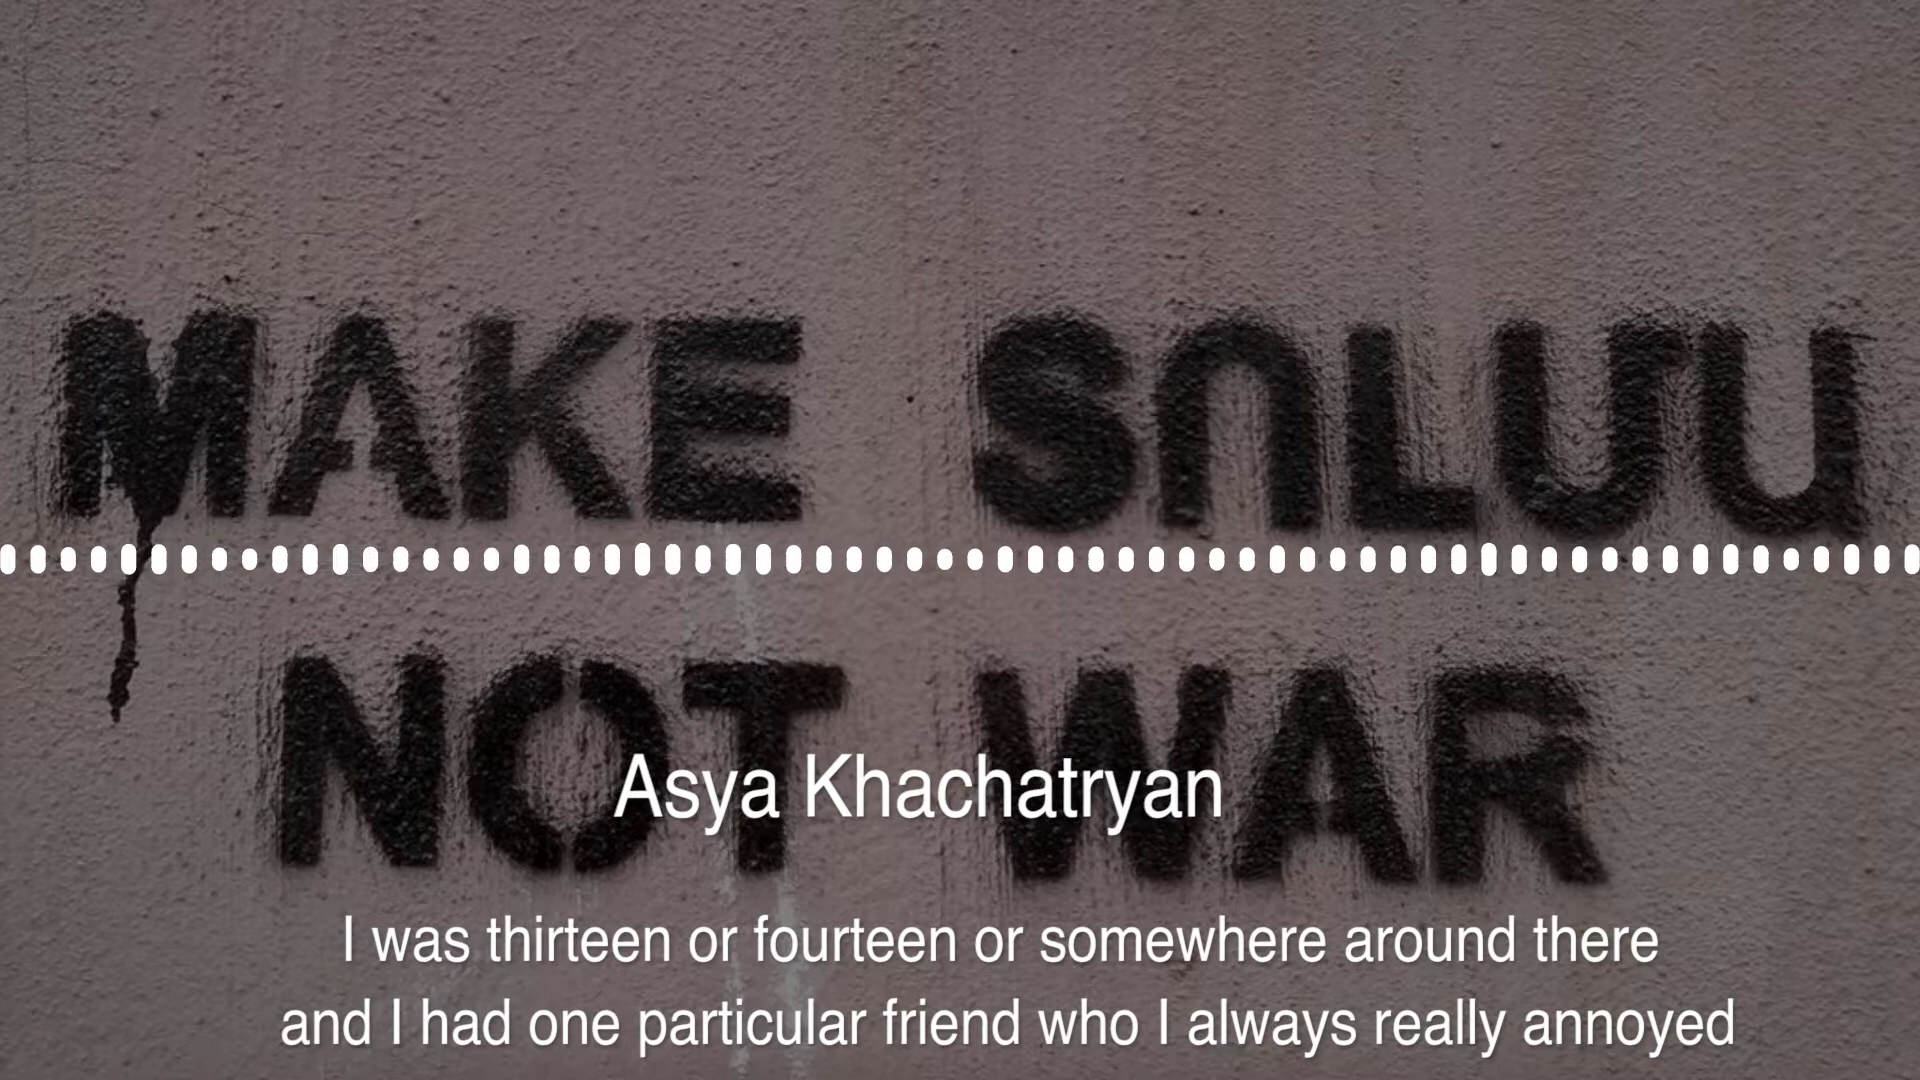 MAKE ՏՈԼՄԱ
NOT WAR
Asya Khachatryan
I was thirteen or fourteen or somewhere around there
and I had one particular friend who I always really annoyed